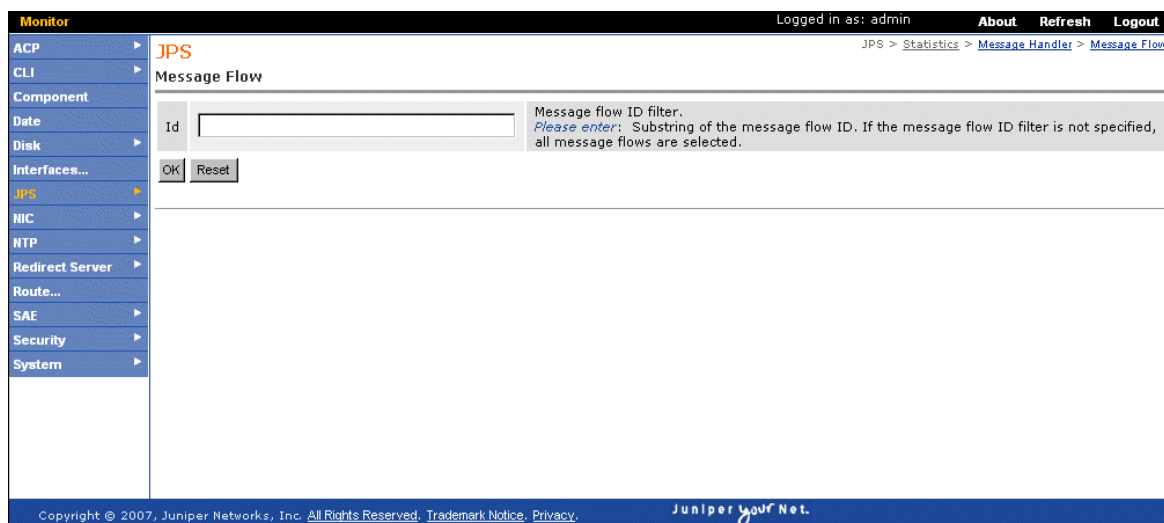 Monitor
Logged in as: admin
About Refresh Logout
ACP
CLI
Component
Date
Disk
Interfaces...
JPS
NIC
NTP
Redirect Server
Route...
SAE
Security
System
JPS > Statistics > Message Handler > Message Flow
JPS
Message Flow
Id
Message flow ID filter.
Please enter: Substring of the message flow ID. If the message flow ID filter is not specified,
all message flows are selected.
OK Reset
Copyright © 2007, Juniper Networks, Inc. All Rights Reserved. Trademark Notice. Privacy.
Juniper your Net.